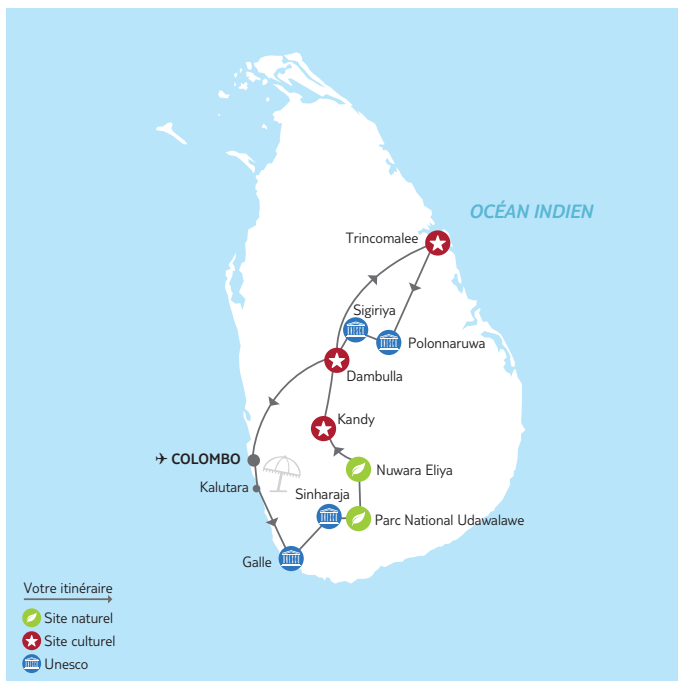 OCÉAN INDIEN
Trincomalee
Sigiriya
Polonnaruwa
Dambulla
Kandy
COLOMBO
Nuwara Eliya
Kalutara
Sinharaja
Parc National Udawalawe
Galle
Votre itinéraire
Site naturel
Site culturel
Unesco